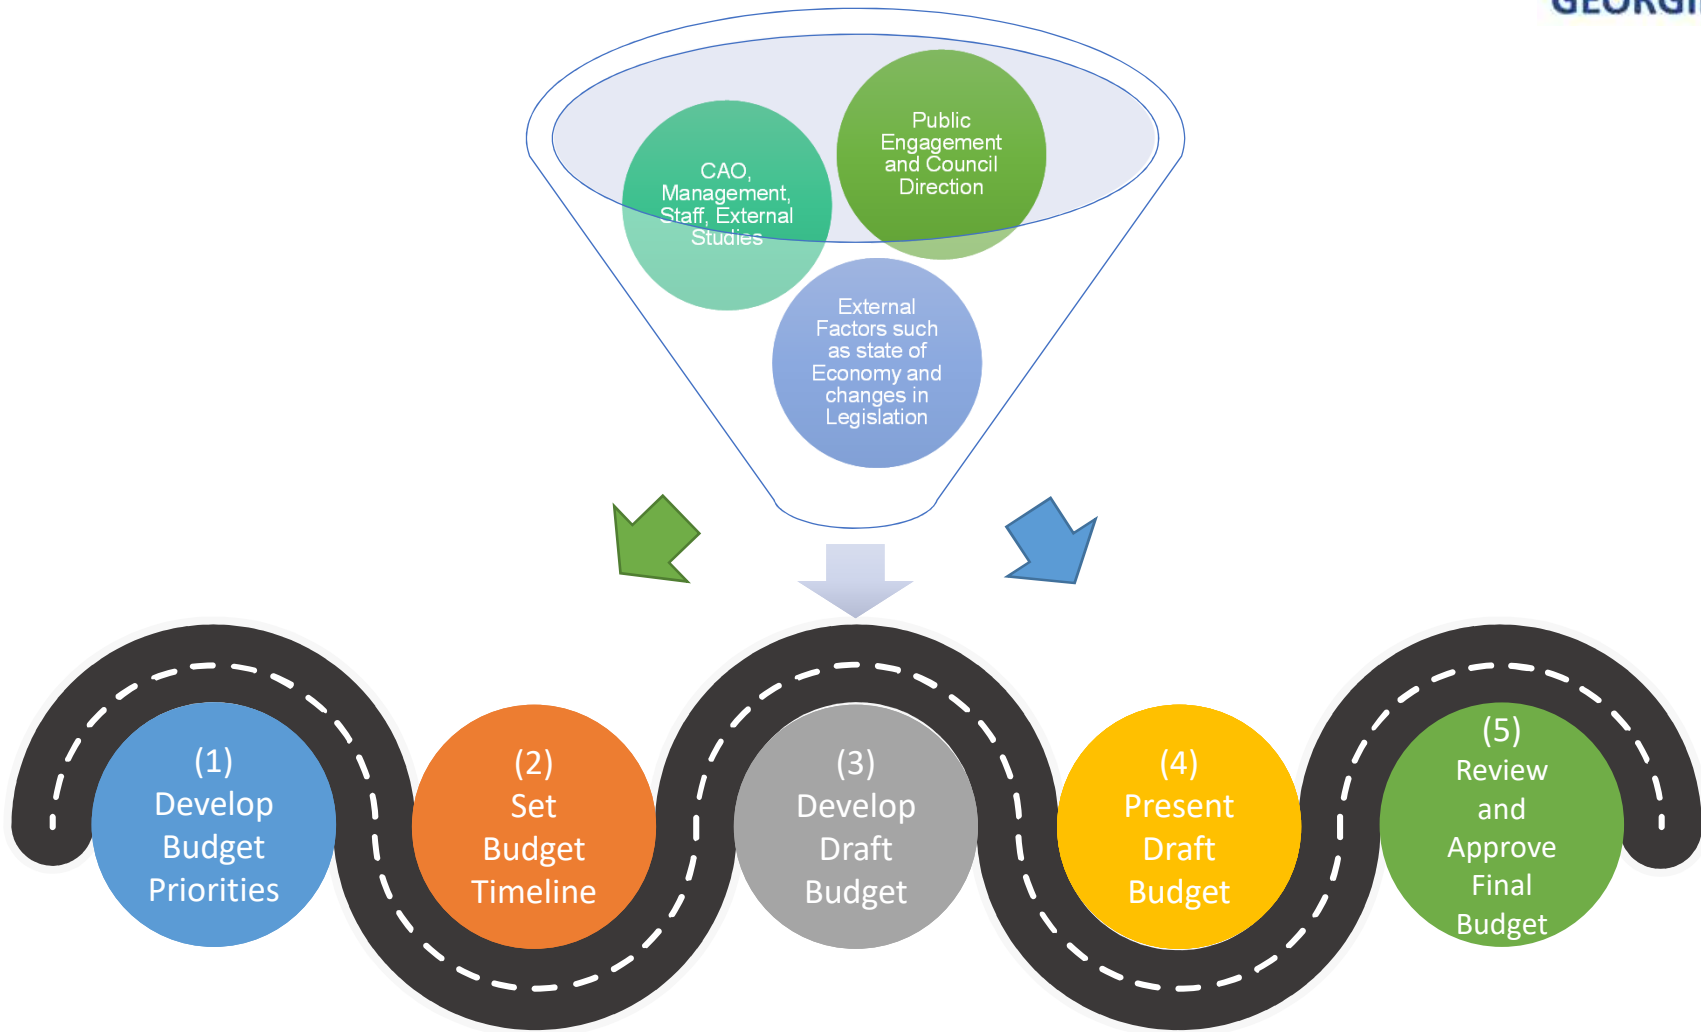 Public
Engagement
and Council
Direction
CAO,
Management,
Staff, External
Studies
External
Factors such
as state of
Economy and
changes in
Legislation
(1)
Develop
Budget
Priorities
(2)
Set
Budget
Timeline
(3)
Develop
Draft
Budget
(4)
Present
Draft
Budget
(5)
Review
and
Approve
Final
Budget